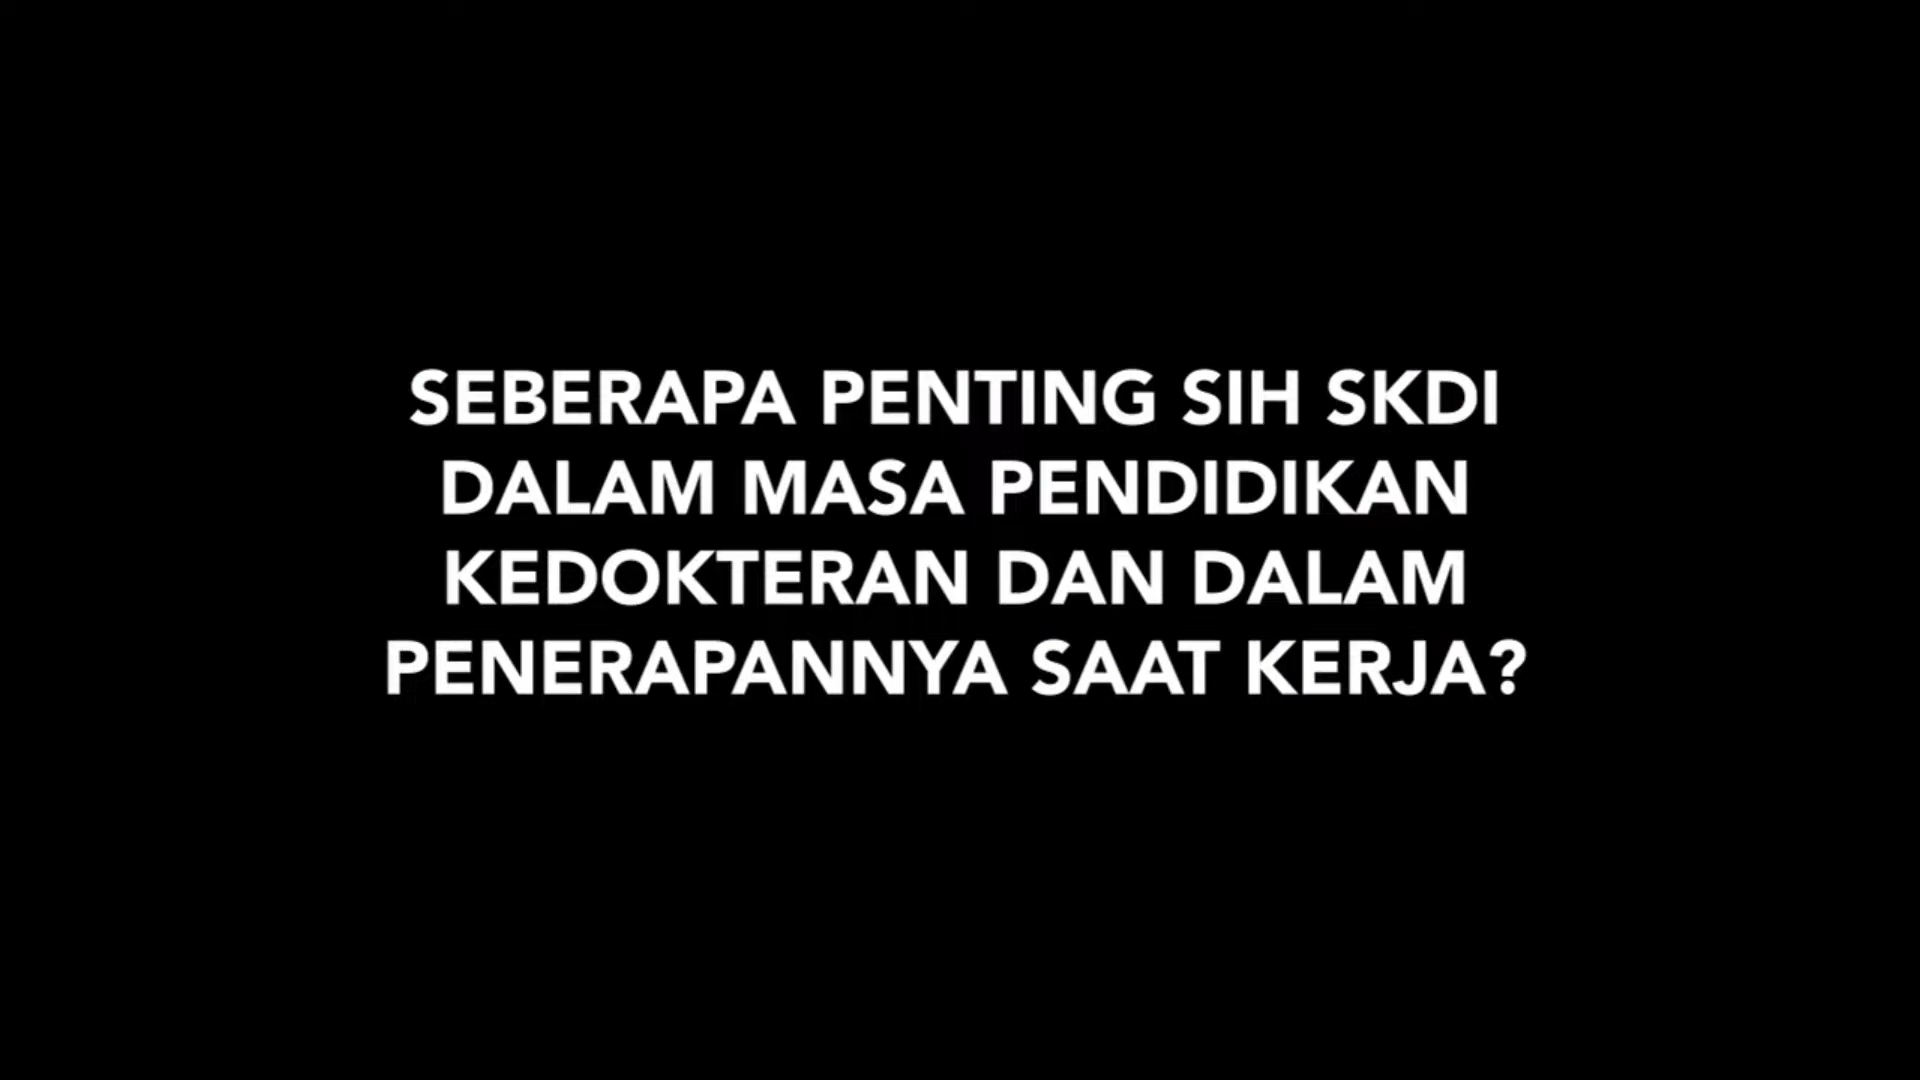 SEBERAPA PENTING SIH SKDI
DALAM MASA PENDIDIKAN
KEDOKTERAN DAN DALAM
PENERAPANNYA SAAT KERJA?